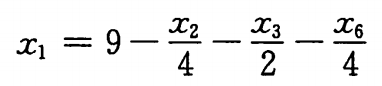 x₁ = 9 − x₂/4 − x₃/2 − x₆/4